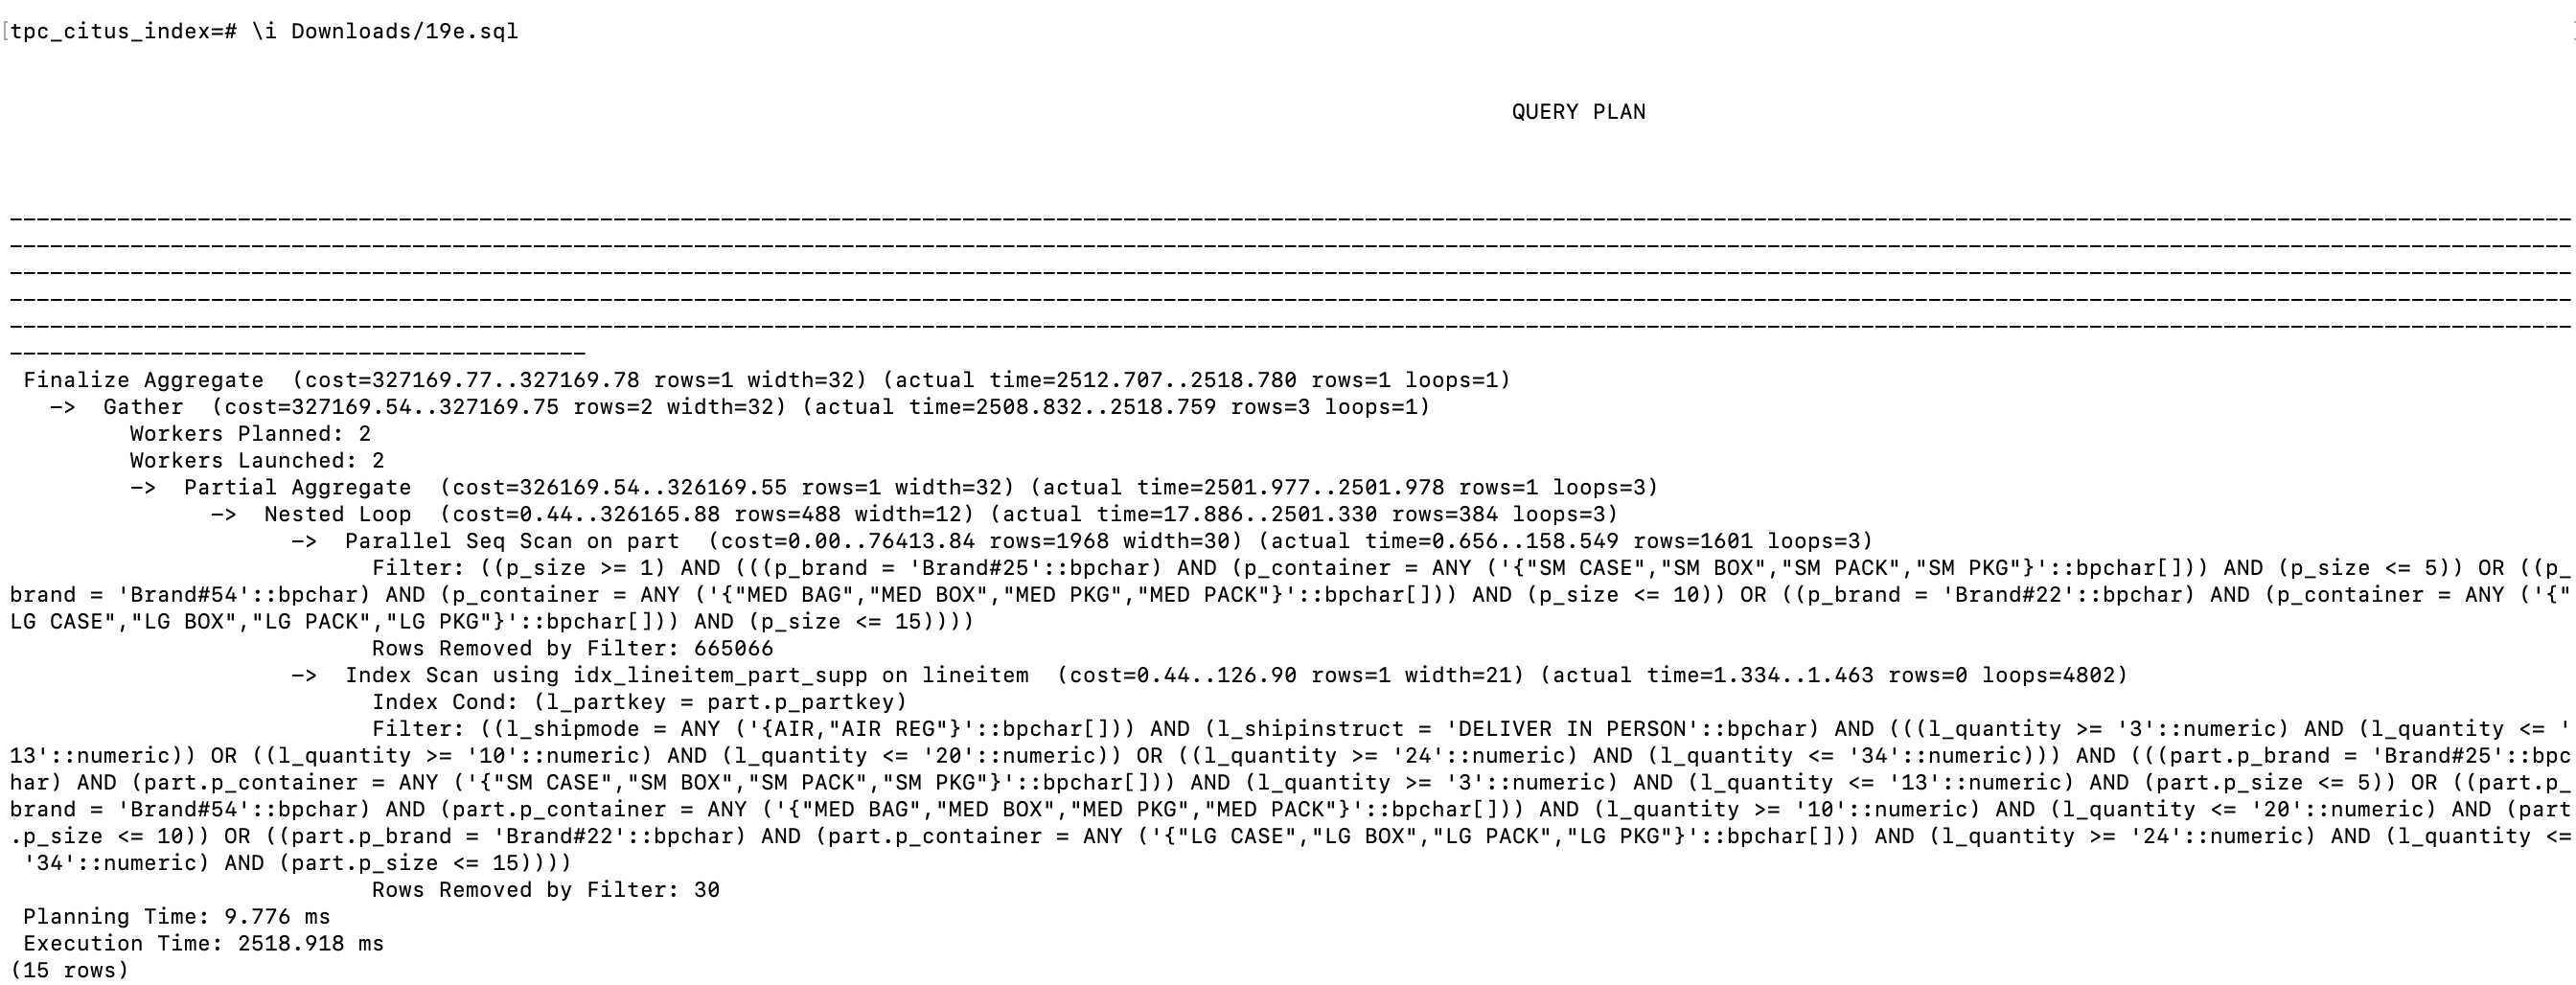 [tpc_citus_index=# \i Downloads/19e.sql ]
QUERY PLAN
------------------------------------------------------------------------------------------------------------------------------------------------------------------------------------------------
------------------------------------------------------------------------------------------------------------------------------------------------------------------------------------------------
------------------------------------------------------------------------------------------------------------------------------------------------------------------------------------------------
------------------------------------------------------------------------------------------------------------------------------------------------------------------------------------------------
------------------------------------------------------------------------------------------------------------------------------------------------------------------------------------------------
-------------------------------------------
 Finalize Aggregate  (cost=327169.77..327169.78 rows=1 width=32) (actual time=2512.707..2518.780 rows=1 loops=1)
   ->  Gather  (cost=327169.54..327169.75 rows=2 width=32) (actual time=2508.832..2518.759 rows=3 loops=1)
         Workers Planned: 2
         Workers Launched: 2
         ->  Partial Aggregate  (cost=326169.54..326169.55 rows=1 width=32) (actual time=2501.977..2501.978 rows=1 loops=3)
               ->  Nested Loop  (cost=0.44..326165.88 rows=488 width=12) (actual time=17.886..2501.330 rows=384 loops=3)
                     ->  Parallel Seq Scan on part  (cost=0.00..76413.84 rows=1968 width=30) (actual time=0.656..158.549 rows=1601 loops=3)
                           Filter: ((p_size >= 1) AND (((p_brand = 'Brand#25'::bpchar) AND (p_container = ANY ('{"SM CASE","SM BOX","SM PACK","SM PKG"}'::bpchar[])) AND (p_size <= 5)) OR ((p_
brand = 'Brand#54'::bpchar) AND (p_container = ANY ('{"MED BAG","MED BOX","MED PKG","MED PACK"}'::bpchar[])) AND (p_size <= 10)) OR ((p_brand = 'Brand#22'::bpchar) AND (p_container = ANY ('{"
LG CASE","LG BOX","LG PACK","LG PKG"}'::bpchar[])) AND (p_size <= 15))))
                           Rows Removed by Filter: 665066
                     ->  Index Scan using idx_lineitem_part_supp on lineitem  (cost=0.44..126.90 rows=1 width=21) (actual time=1.334..1.463 rows=0 loops=4802)
                           Index Cond: (l_partkey = part.p_partkey)
                           Filter: ((l_shipmode = ANY ('{AIR,"AIR REG"}'::bpchar[])) AND (l_shipinstruct = 'DELIVER IN PERSON'::bpchar) AND (((l_quantity >= '3'::numeric) AND (l_quantity <= '
13'::numeric)) OR ((l_quantity >= '10'::numeric) AND (l_quantity <= '20'::numeric)) OR ((l_quantity >= '24'::numeric) AND (l_quantity <= '34'::numeric))) AND (((part.p_brand = 'Brand#25'::bpc
har) AND (part.p_container = ANY ('{"SM CASE","SM BOX","SM PACK","SM PKG"}'::bpchar[])) AND (l_quantity >= '3'::numeric) AND (l_quantity <= '13'::numeric) AND (part.p_size <= 5)) OR ((part.p_
brand = 'Brand#54'::bpchar) AND (part.p_container = ANY ('{"MED BAG","MED BOX","MED PKG","MED PACK"}'::bpchar[])) AND (l_quantity >= '10'::numeric) AND (l_quantity <= '20'::numeric) AND (part
.p_size <= 10)) OR ((part.p_brand = 'Brand#22'::bpchar) AND (part.p_container = ANY ('{"LG CASE","LG BOX","LG PACK","LG PKG"}'::bpchar[])) AND (l_quantity >= '24'::numeric) AND (l_quantity <=
 '34'::numeric) AND (part.p_size <= 15))))
                           Rows Removed by Filter: 30
 Planning Time: 9.776 ms
 Execution Time: 2518.918 ms
(15 rows)